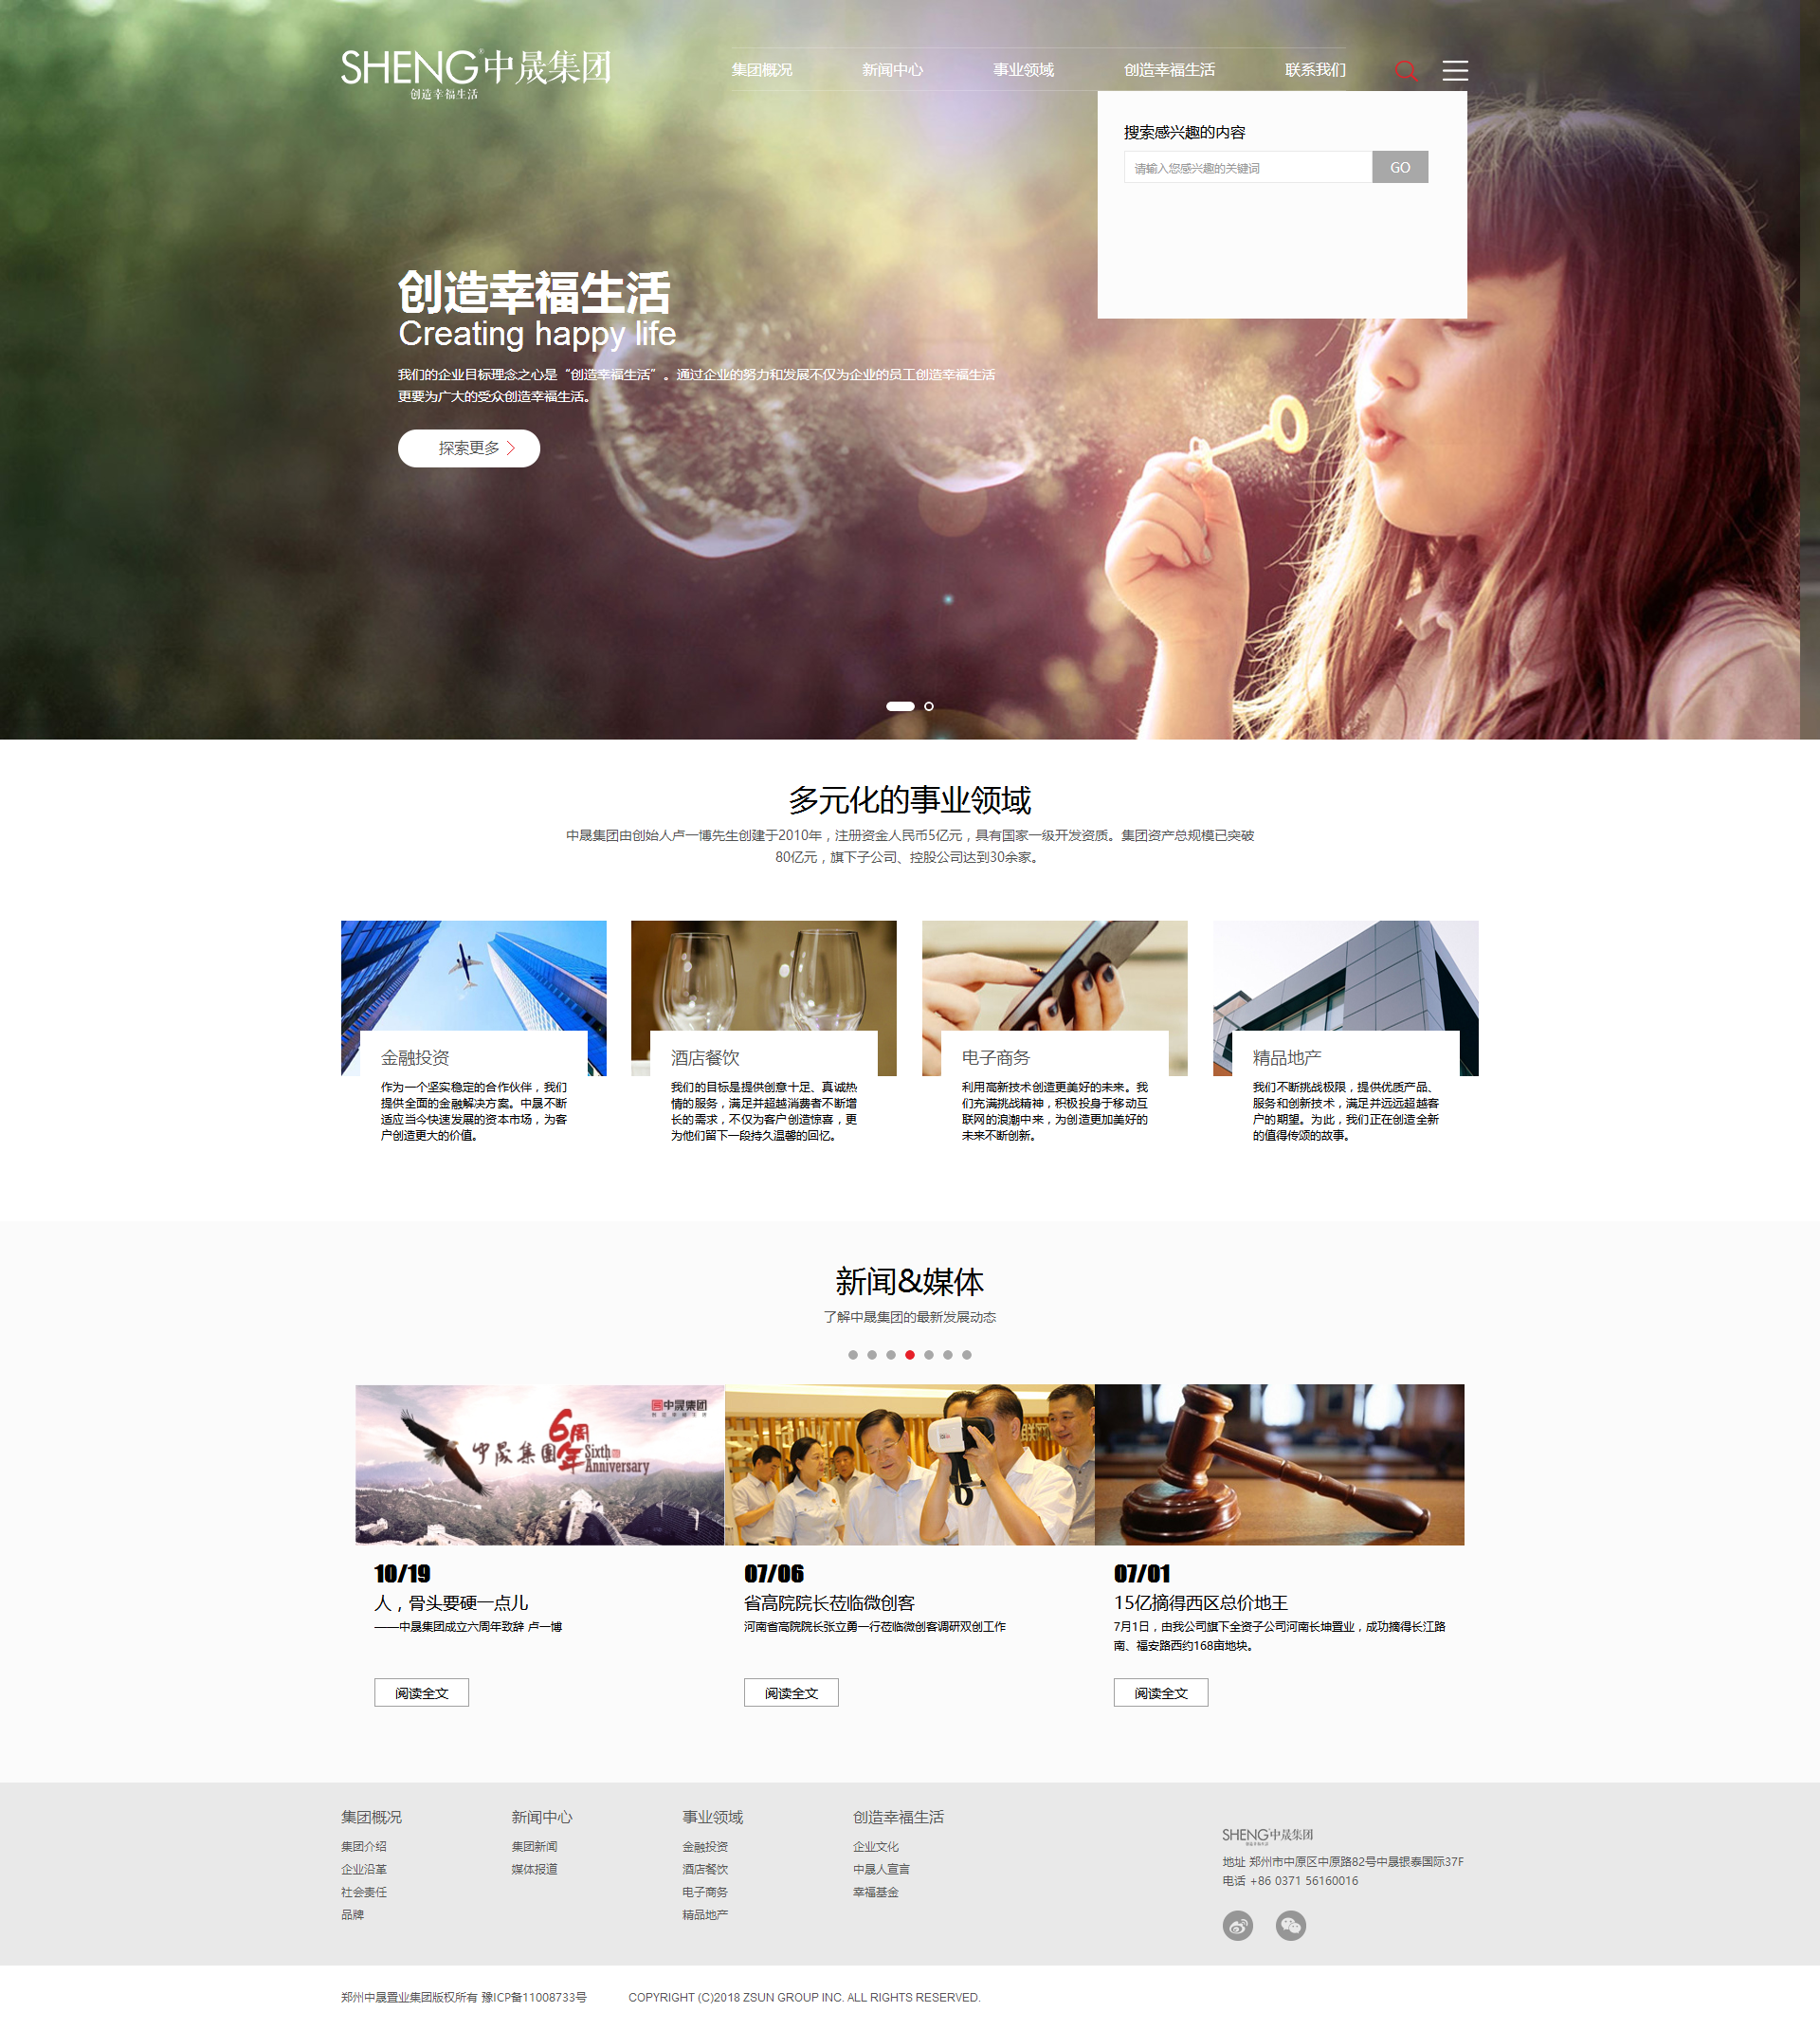 SHENG®中晟集团
创造幸福生活
集团概况 新闻中心 事业领域 创造幸福生活 联系我们
搜索感兴趣的内容
请输入您感兴趣的关键词 GO
创造幸福生活
Creating happy life
我们的企业目标理念之心是“创造幸福生活”。通过企业的努力和发展不仅为企业的员工创造幸福生活
更要为广大的受众创造幸福生活。
探索更多
多元化的事业领域
中晟集团由创始人卢一博先生创建于2010年，注册资金人民币5亿元，具有国家一级开发资质。集团资产总规模已突破
80亿元，旗下子公司、控股公司达到30余家。
金融投资
作为一个坚实稳定的合作伙伴，我们
提供全面的金融解决方案。中晟不断
适应当今快速发展的资本市场，为客
户创造更大的价值。
酒店餐饮
我们的目标是提供创意十足、真诚热
情的服务，满足并超越消费者不断增
长的需求，不仅为客户创造惊喜，更
为他们留下一段持久温馨的回忆。
电子商务
利用高新技术创造更美好的未来。我
们充满挑战精神，积极投身于移动互
联网的浪潮中来，为创造更加美好的
未来不断创新。
精品地产
我们不断挑战极限，提供优质产品、
服务和创新技术，满足并远远超越客
户的期望。为此，我们正在创造全新
的值得传颂的故事。
新闻&媒体
了解中晟集团的最新发展动态
中晟集团
创造幸福生活
中晟集团 6周年
Sixth
Anniversary
联网
10/19
人，骨头要硬一点儿
——中晟集团成立六周年致辞 卢一博
阅读全文
07/06
省高院院长莅临微创客
河南省高院院长张立勇一行莅临微创客调研双创工作
阅读全文
07/01
15亿摘得西区总价地王
7月1日，由我公司旗下全资子公司河南长坤置业，成功摘得长江路
南、福安路西约168亩地块。
阅读全文
集团概况
集团介绍
企业沿革
社会责任
品牌
新闻中心
集团新闻
媒体报道
事业领域
金融投资
酒店餐饮
电子商务
精品地产
创造幸福生活
企业文化
中晟人宣言
幸福基金
SHENG中晟集团
创造幸福生活
地址 郑州市中原区中原路82号中晟银泰国际37F
电话 +86 0371 56160016
郑州中晟置业集团版权所有 豫ICP备11008733号 COPYRIGHT (C)2018 ZSUN GROUP INC. ALL RIGHTS RESERVED.